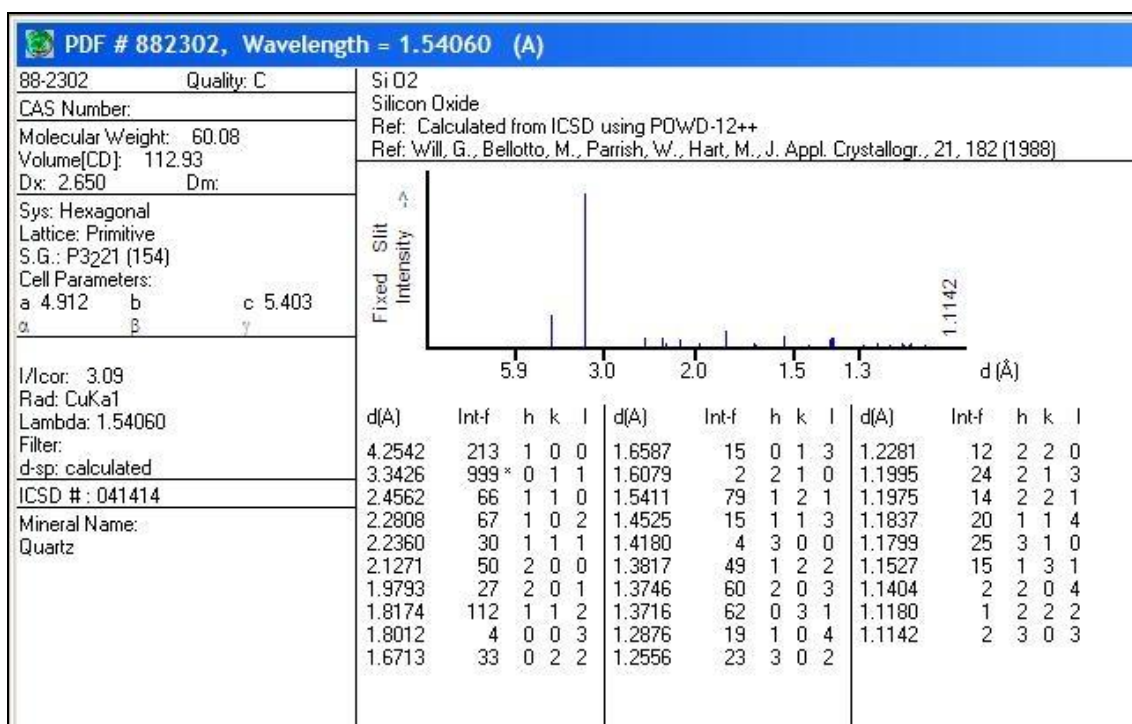 PDF # 882302, Wavelength = 1.54060 (A)
88-2302 Quality: C
CAS Number:
Molecular Weight: 60.08
Volume[CD]: 112.93
Dx: 2.650 Dm:
Sys: Hexagonal
Lattice: Primitive
S.G.: P3221 (154)
Cell Parameters:
a 4.912 b c 5.403
α β γ
I/Icor: 3.09
Rad: CuKa1
Lambda: 1.54060
Filter:
d-sp: calculated
ICSD # : 041414
Mineral Name:
Quartz
Si O2
Silicon Oxide
Ref: Calculated from ICSD using POWD-12++
Ref: Will, G., Bellotto, M., Parrish, W., Hart, M., J. Appl. Crystallogr., 21, 182 (1988)
Fixed Slit
Intensity ->
1.1142
5.9 3.0 2.0 1.5 1.3 d (Å)
d(A) Int-f h k l d(A) Int-f h k l d(A) Int-f h k l
4.2542 213 1 0 0 1.6587 15 0 1 3 1.2281 12 2 2 0
3.3426 999 * 0 1 1 1.6079 2 2 1 0 1.1995 24 2 1 3
2.4562 66 1 1 0 1.5411 79 1 2 1 1.1975 14 2 2 1
2.2808 67 1 0 2 1.4525 15 1 1 3 1.1837 20 1 1 4
2.2360 30 1 1 1 1.4180 4 3 0 0 1.1799 25 3 1 0
2.1271 50 2 0 0 1.3817 49 1 2 2 1.1527 15 1 3 1
1.9793 27 2 0 1 1.3746 60 2 0 3 1.1404 2 2 0 4
1.8174 112 1 1 2 1.3716 62 0 3 1 1.1180 1 2 2 2
1.8012 4 0 0 3 1.2876 19 1 0 4 1.1142 2 3 0 3
1.6713 33 0 2 2 1.2556 23 3 0 2